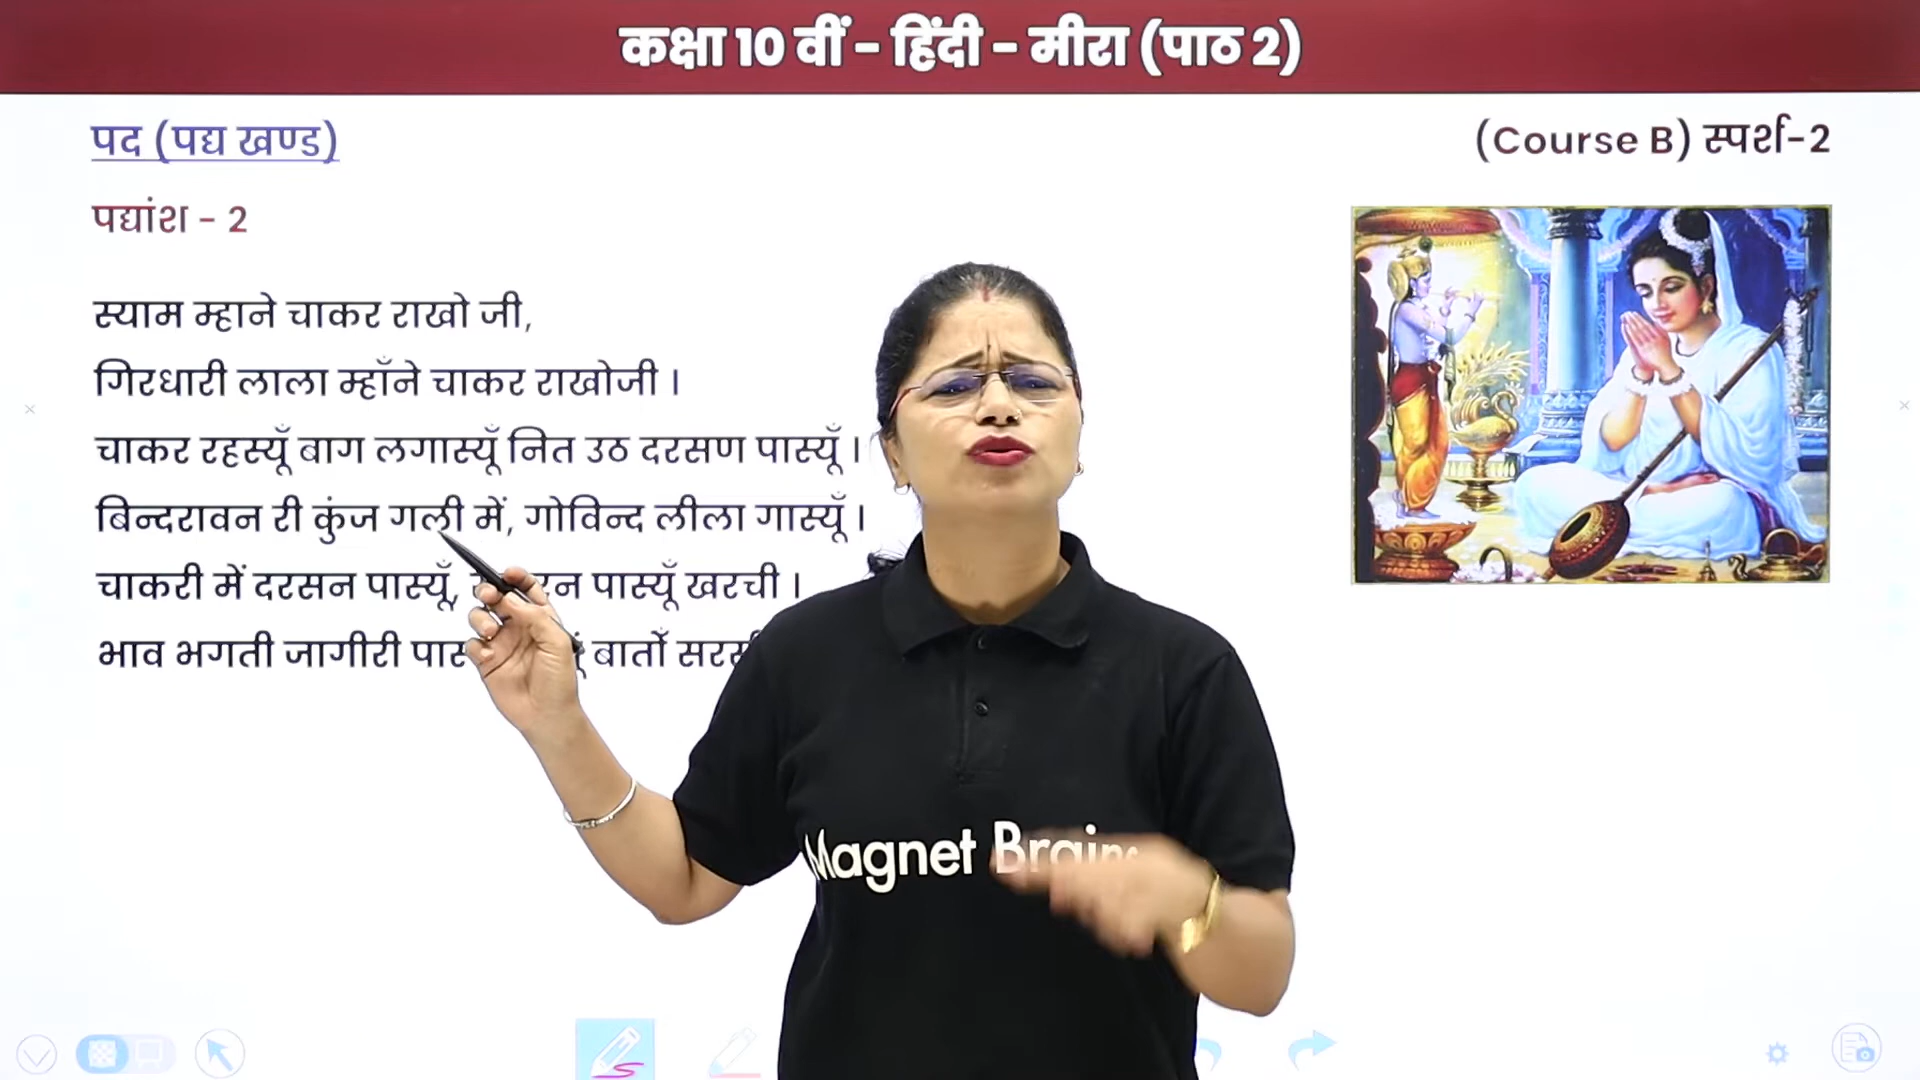 कक्षा 10 वीं - हिंदी - मीरा (पाठ 2)
पद (पद्य खण्ड)
(Course B) स्पर्श-2
पद्यांश - 2
स्याम म्हाने चाकर राखो जी,
गिरधारी लाला म्हाँने चाकर राखोजी ।
चाकर रहस्यूँ बाग लगास्यूँ नित उठ दरसण पास्यूँ ।
बिन्दरावन री कुंज गली में, गोविन्द लीला गास्यूँ ।
चाकरी में दरसन पास्यूँ, पास्यूँ खरची ।
भाव भगती जागीरी बाताँ
Magnet